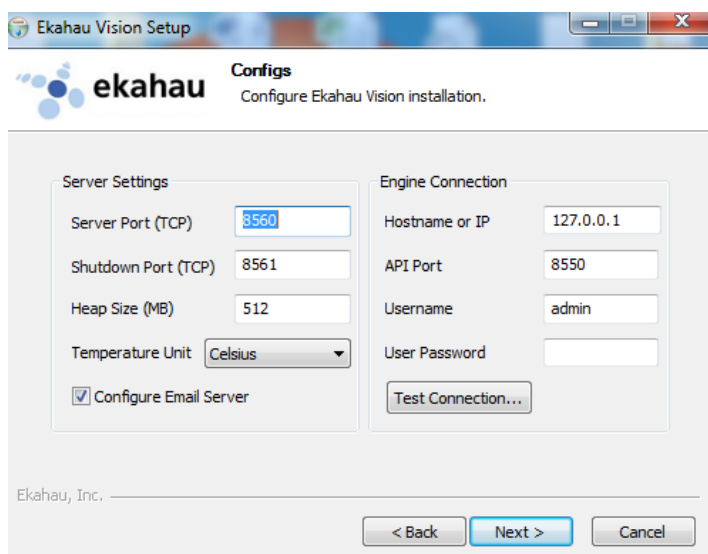 Ekahau Vision Setup
ekahau
Configs
Configure Ekahau Vision installation.
Server Settings
Server Port (TCP) 8560
Shutdown Port (TCP) 8561
Heap Size (MB) 512
Temperature Unit Celsius
Configure Email Server
Engine Connection
Hostname or IP 127.0.0.1
API Port 8550
Username admin
User Password
Test Connection...
Ekahau, Inc.
< Back Next > Cancel